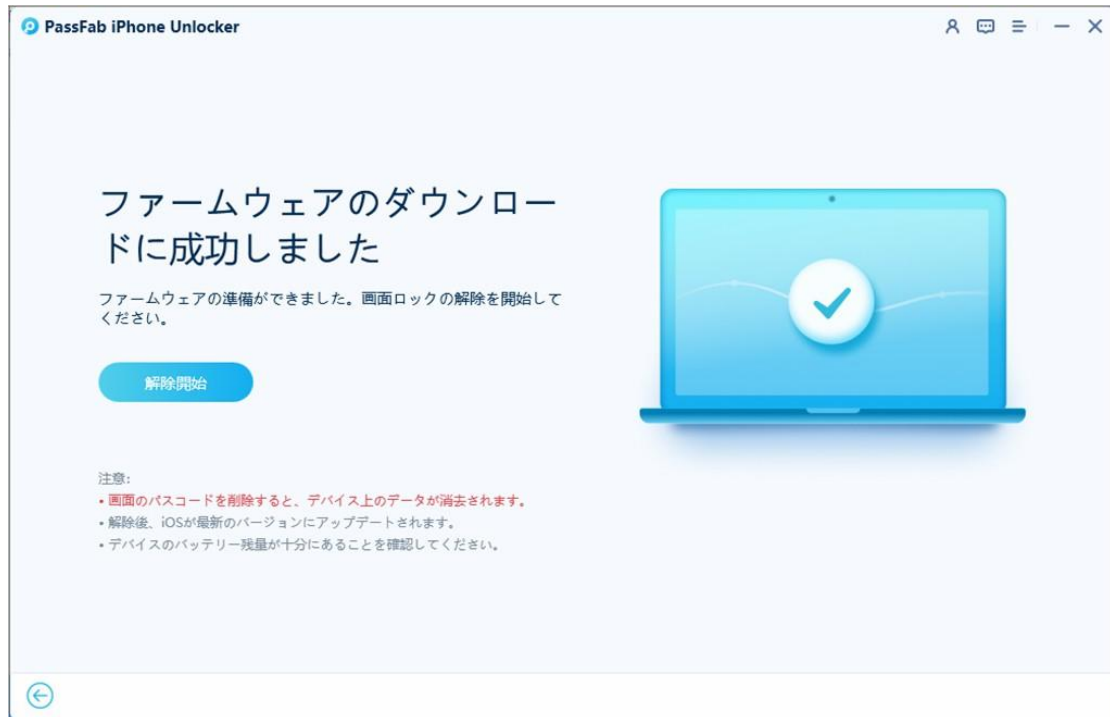 PassFab iPhone Unlocker
ファームウェアのダウンロー
ドに成功しました
ファームウェアの準備ができました。画面ロックの解除を開始して
ください。
解除開始
注意:
• 画面のパスコードを削除すると、デバイス上のデータが消去されます。
• 解除後、iOSが最新のバージョンにアップデートされます。
• デバイスのバッテリー残量が十分にあることを確認してください。